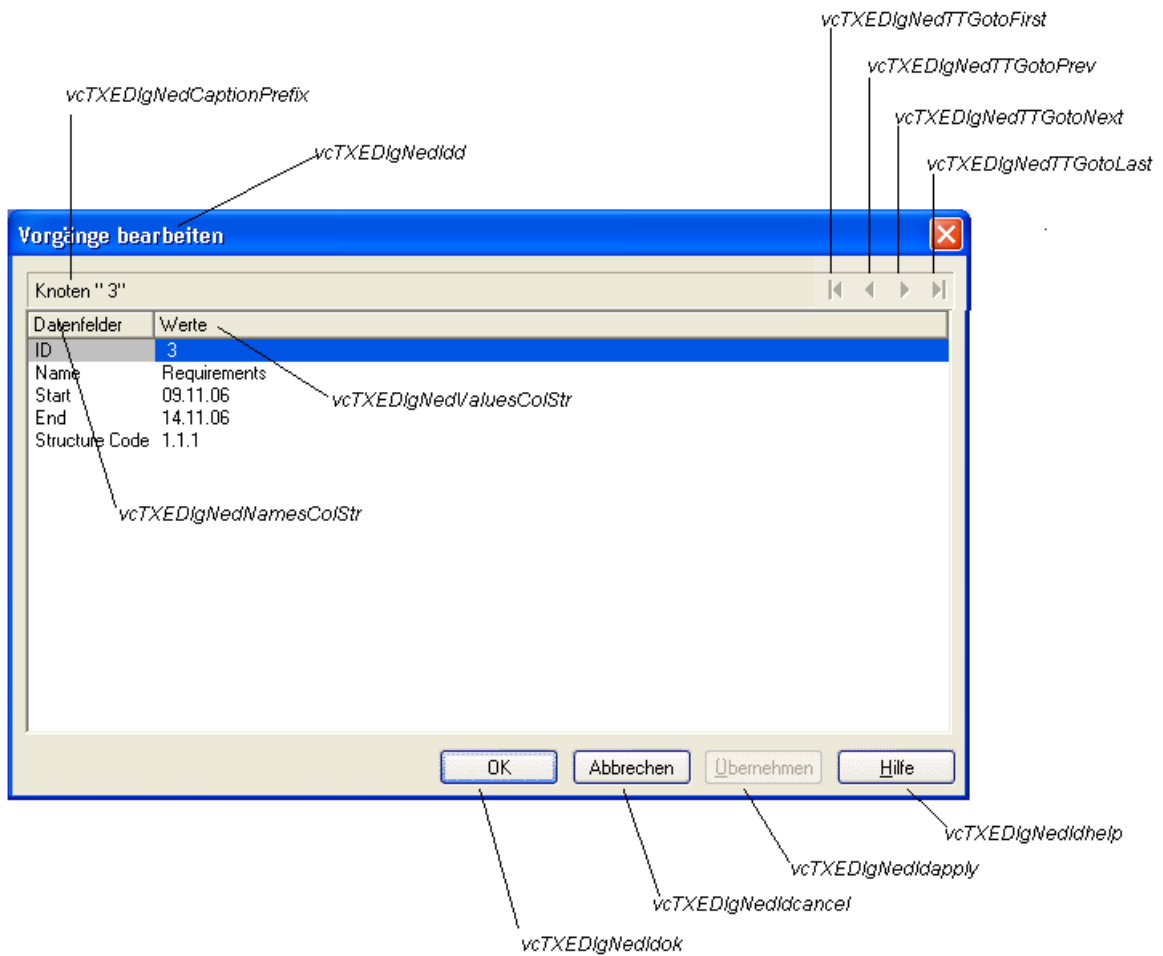 vcTXEDlgNedTTGotoFirst
vcTXEDlgNedTTGotoPrev
vcTXEDlgNedCaptionPrefix
vcTXEDlgNedTTGotoNext
vcTXEDlgNedIdd
vcTXEDlgNedTTGotoLast
Vorgänge bearbeiten
Knoten " 3"
Datenfelder Werte
ID 3
Name Requirements
Start 09.11.06
vcTXEDlgNedValuesColStr
End 14.11.06
Structure Code 1.1.1
vcTXEDlgNedNamesColStr
OK Abbrechen Übernehmen Hilfe
vcTXEDlgNedIdhelp
vcTXEDlgNedIdapply
vcTXEDlgNedIdcancel
vcTXEDlgNedIdok